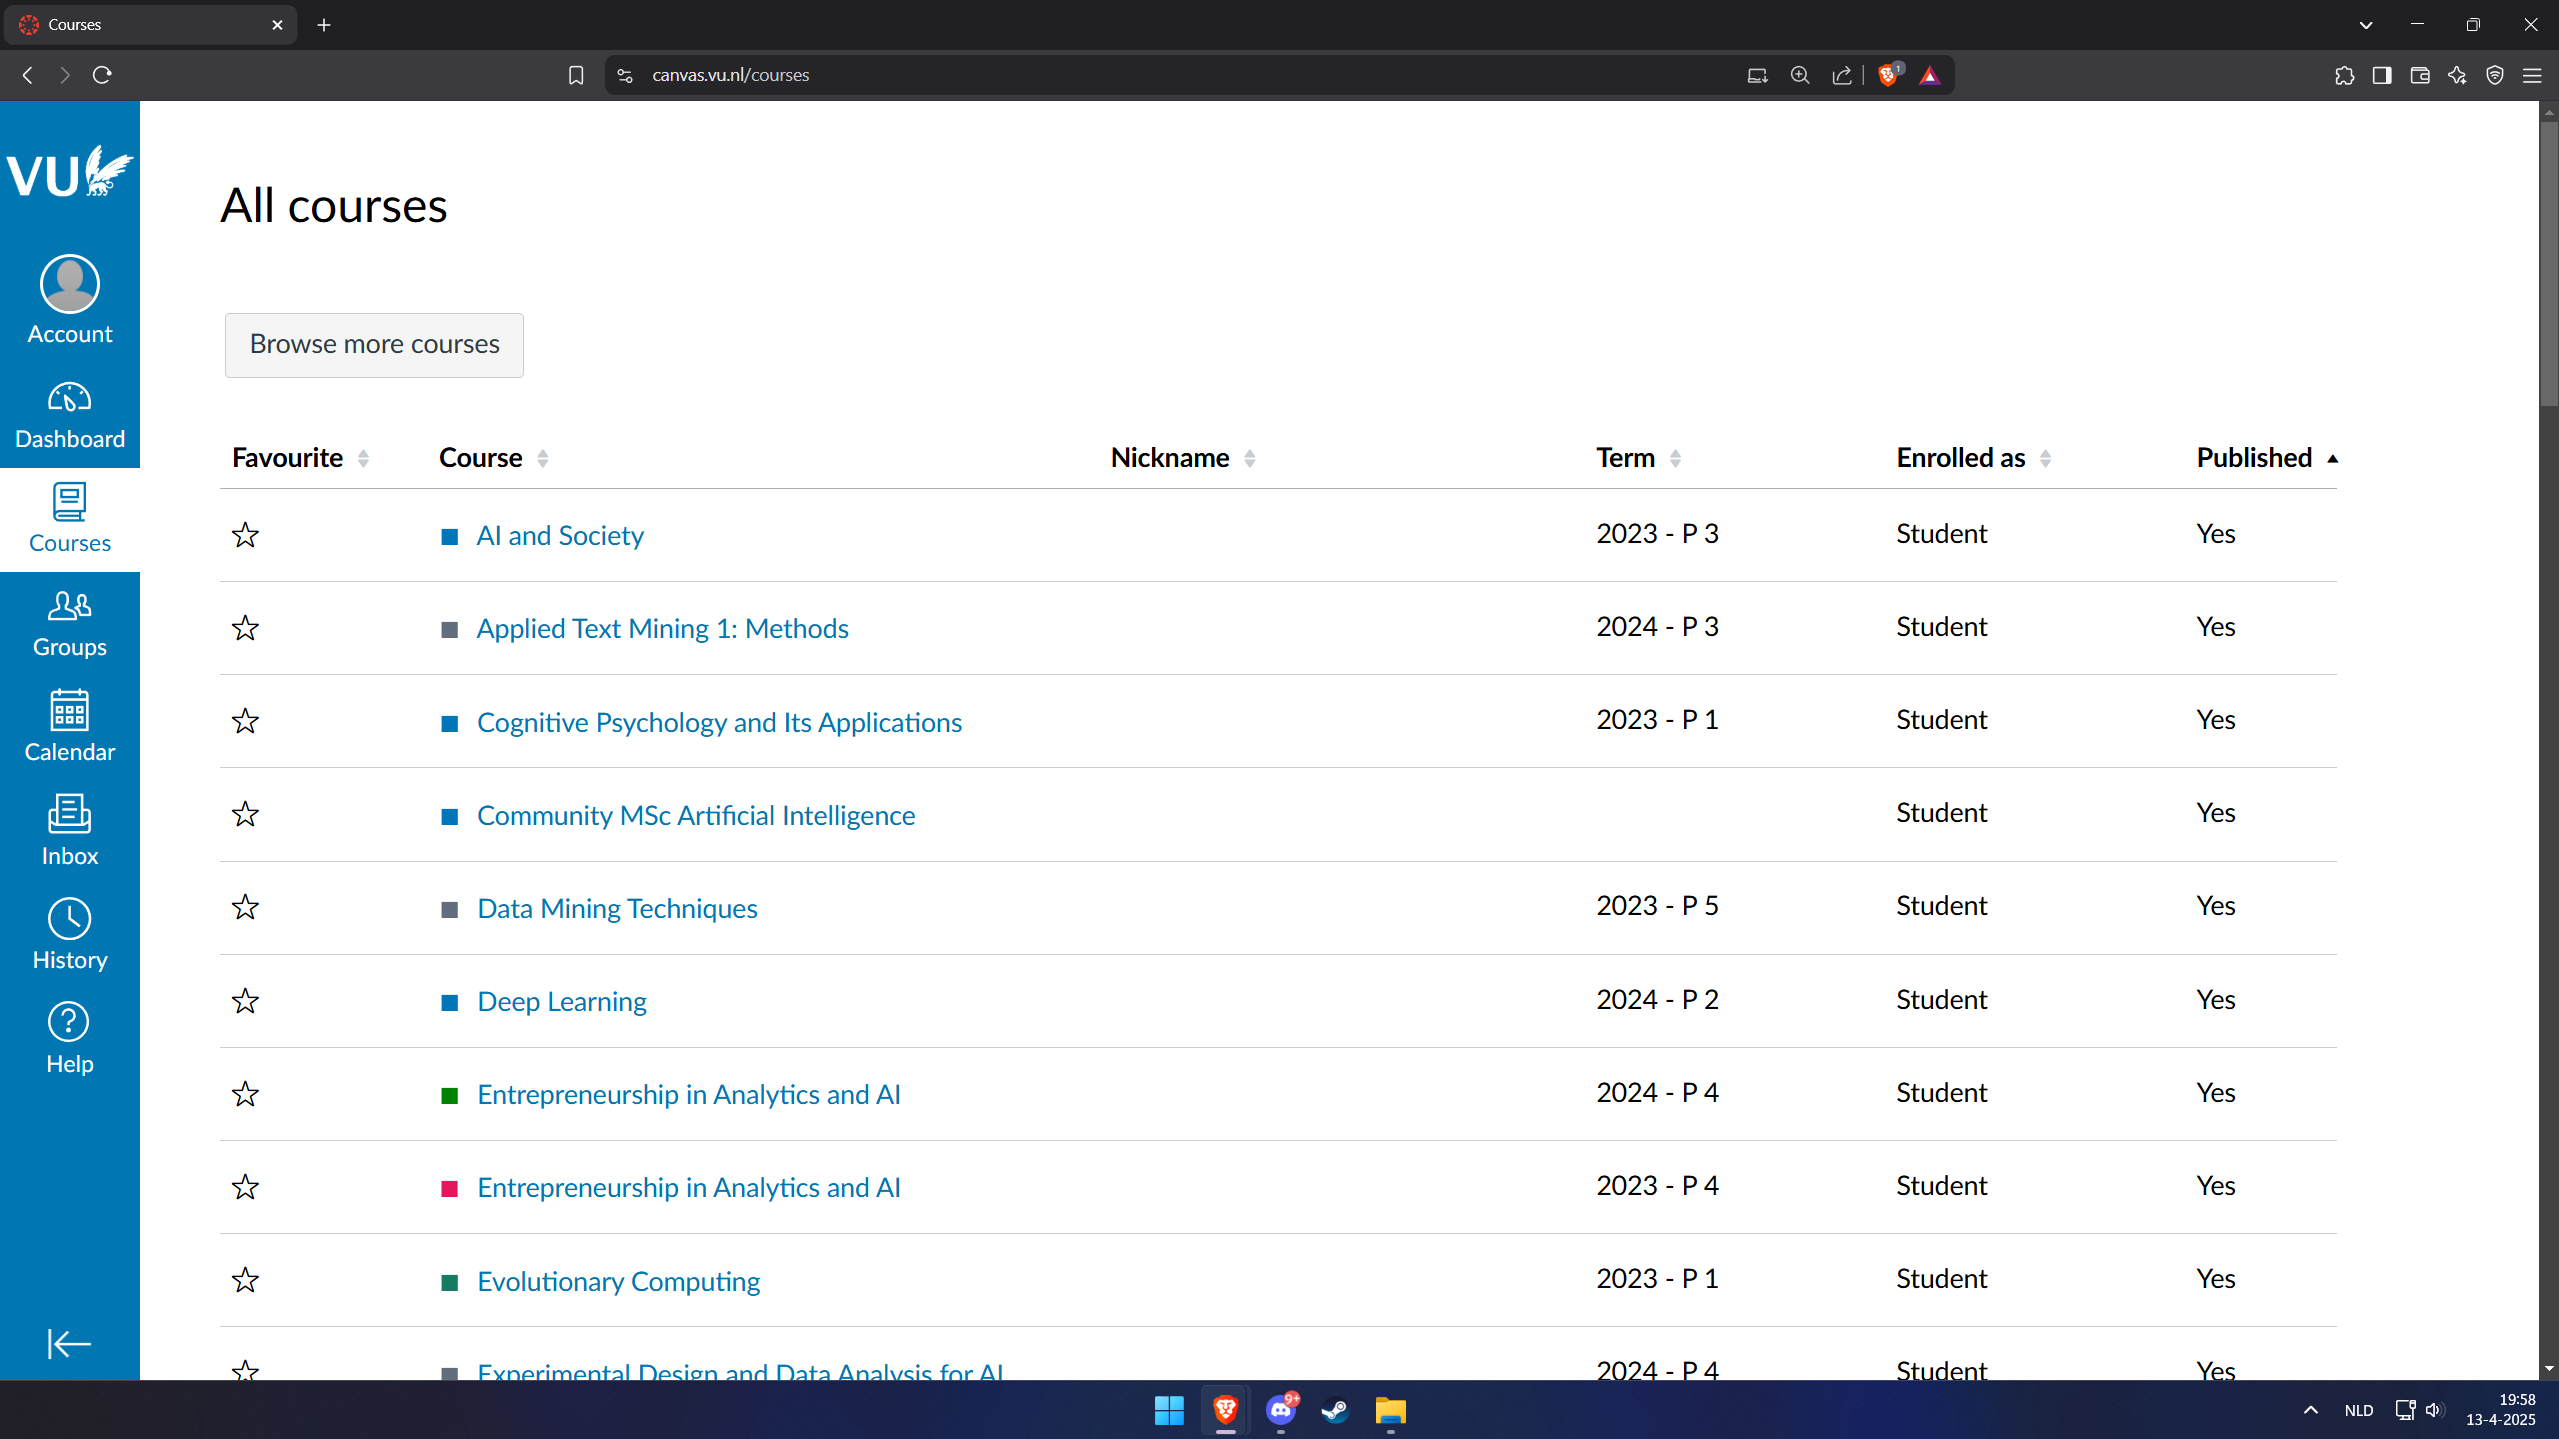 Courses
canvas.vu.nl/courses
1
VU
Account
Dashboard
Courses
Groups
Calendar
Inbox
History
Help
All courses
Browse more courses
Favourite Course Nickname Term Enrolled as Published
AI and Society 2023 - P 3 Student Yes
Applied Text Mining 1: Methods 2024 - P 3 Student Yes
Cognitive Psychology and Its Applications 2023 - P 1 Student Yes
Community MSc Artificial Intelligence Student Yes
Data Mining Techniques 2023 - P 5 Student Yes
Deep Learning 2024 - P 2 Student Yes
Entrepreneurship in Analytics and AI 2024 - P 4 Student Yes
Entrepreneurship in Analytics and AI 2023 - P 4 Student Yes
Evolutionary Computing 2023 - P 1 Student Yes
Experimental Design and Data Analysis for AI 2024 - P 4 Student Yes
9+
NLD
19:58
13-4-2025